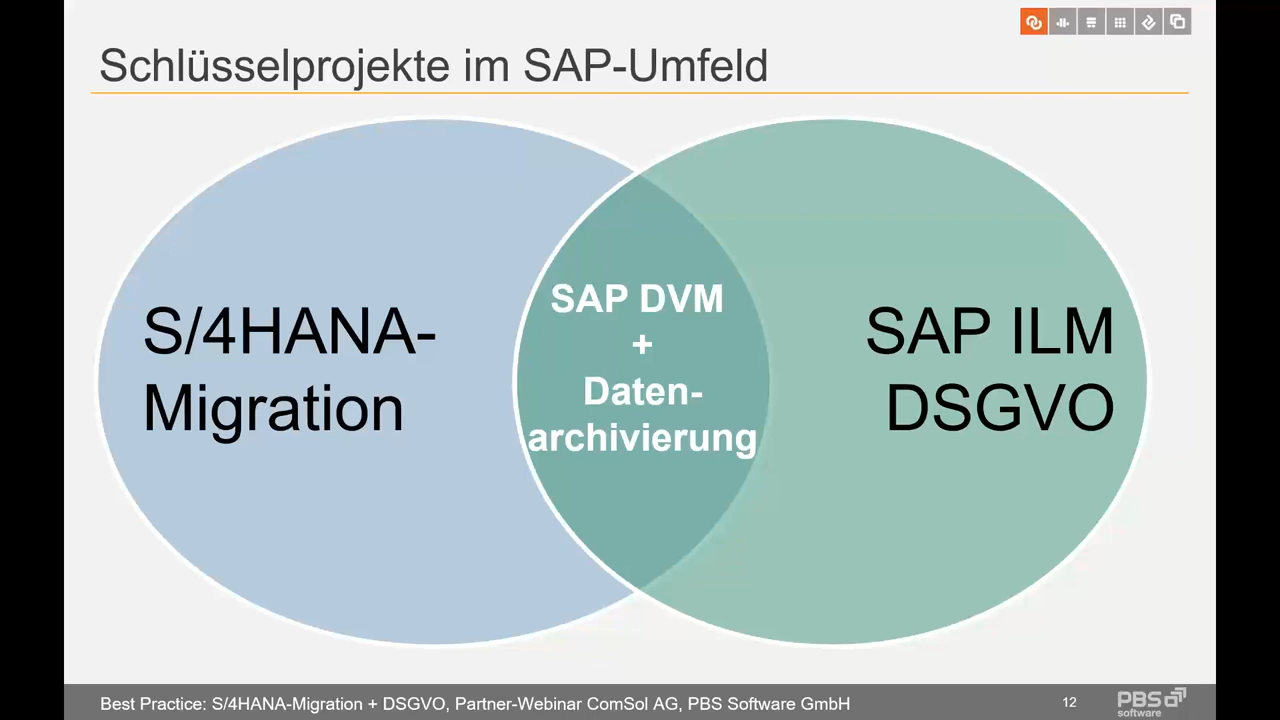 Schlüsselprojekte im SAP-Umfeld
S/4HANA-
Migration
SAP DVM
+
Daten-
archivierung
SAP ILM
DSGVO
Best Practice: S/4HANA-Migration + DSGVO, Partner-Webinar ComSol AG, PBS Software GmbH
12
PBS
software